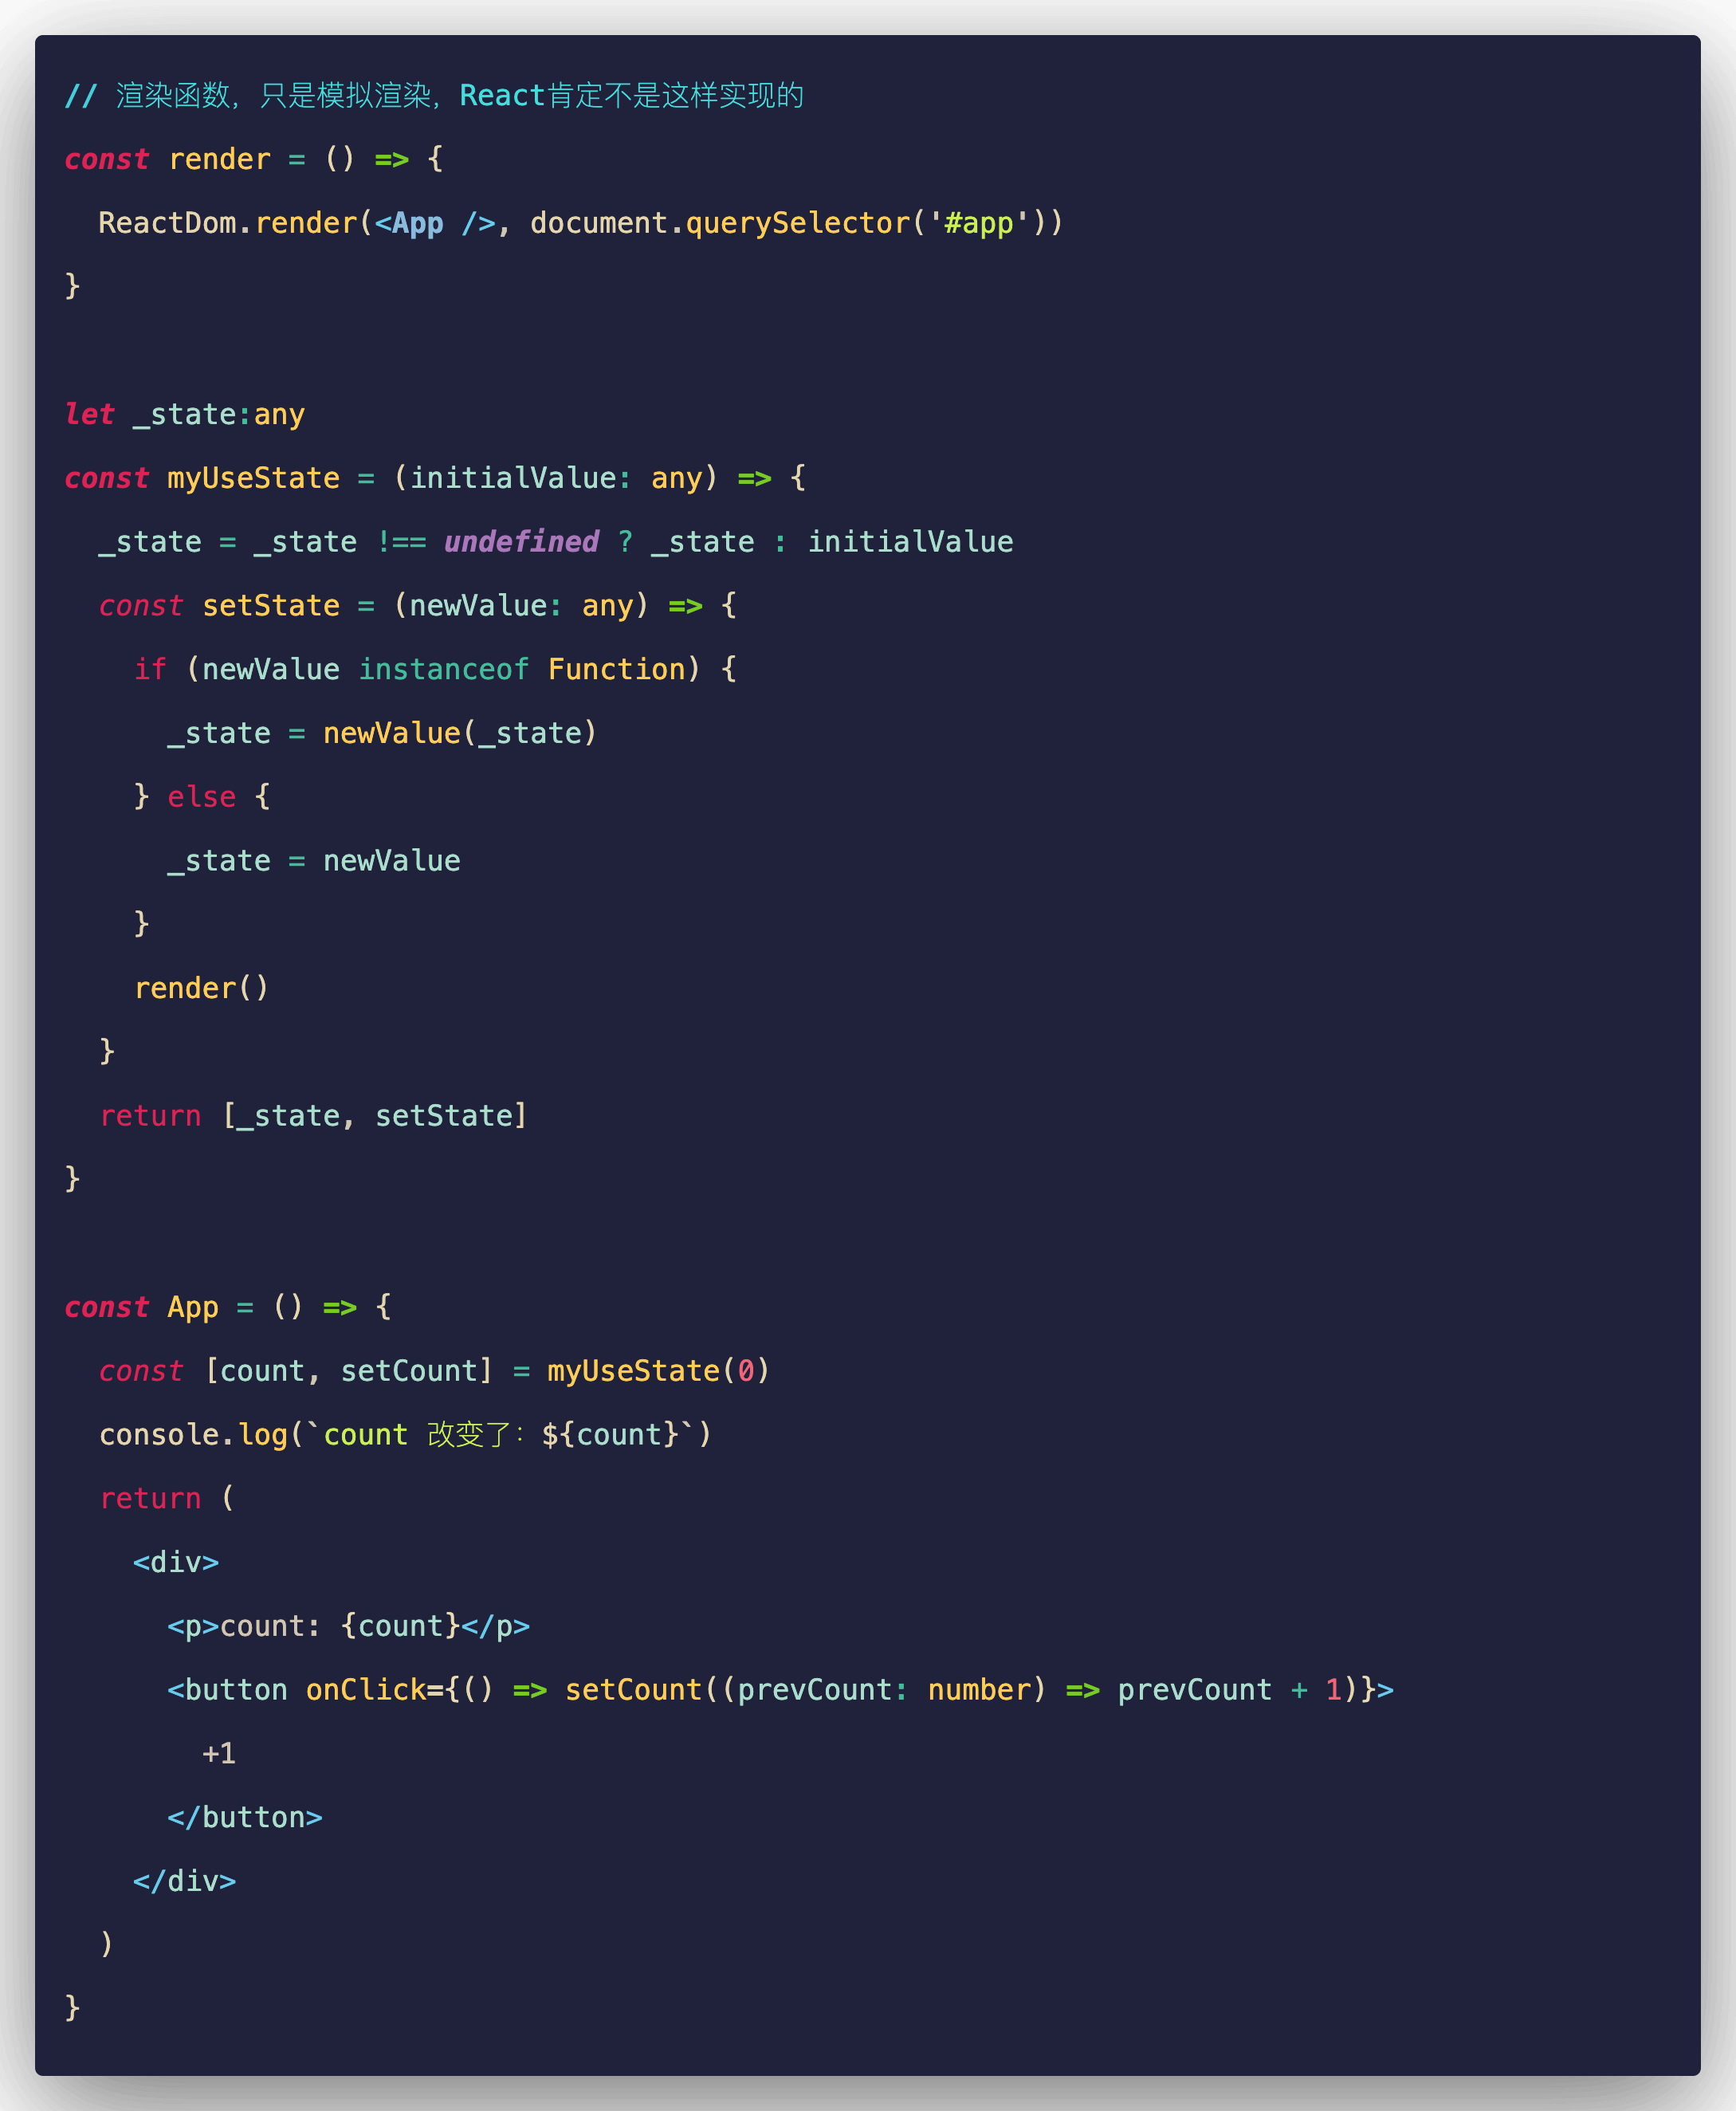 // 渲染函数，只是模拟渲染，React肯定不是这样实现的
const render = () => {
  ReactDom.render(<App />, document.querySelector('#app'))
}

let _state:any
const myUseState = (initialValue: any) => {
  _state = _state !== undefined ? _state : initialValue
  const setState = (newValue: any) => {
    if (newValue instanceof Function) {
      _state = newValue(_state)
    } else {
      _state = newValue
    }
    render()
  }
  return [_state, setState]
}

const App = () => {
  const [count, setCount] = myUseState(0)
  console.log(`count 改变了：${count}`)
  return (
    <div>
      <p>count: {count}</p>
      <button onClick={() => setCount((prevCount: number) => prevCount + 1)}>
        +1
      </button>
    </div>
  )
}